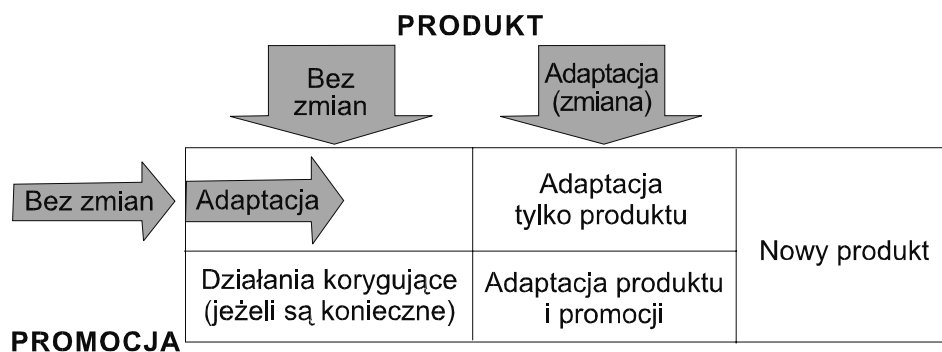 PRODUKT
Bez
zmian
Adaptacja
(zmiana)
Bez zmian
Adaptacja
Adaptacja
tylko produktu
Nowy produkt
Działania korygujące
(jeżeli są konieczne)
Adaptacja produktu
i promocji
PROMOCJA